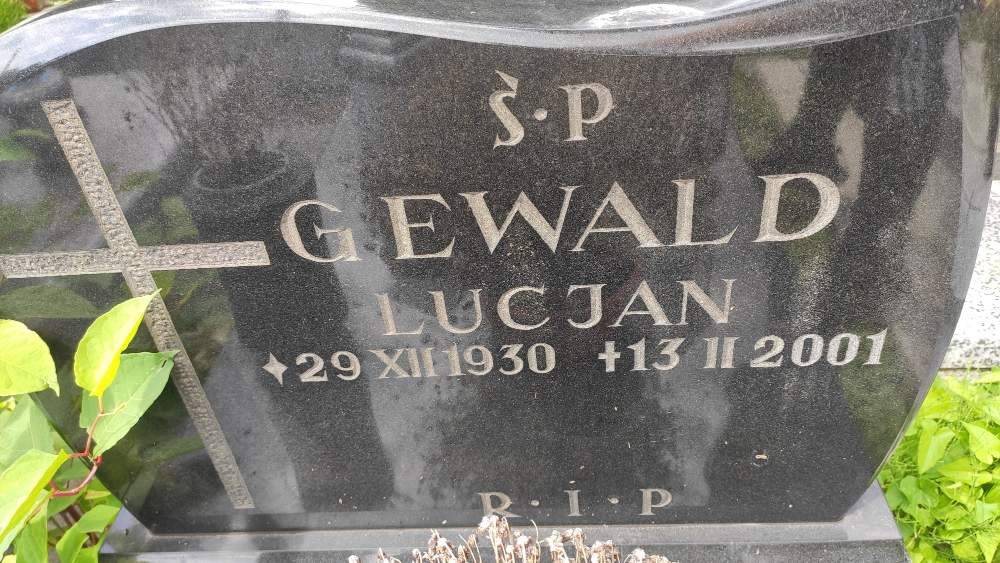 Ś·P
GEWALD
LUCJAN
✦29 XII 1930 ✝13 II 2001
R·I·P